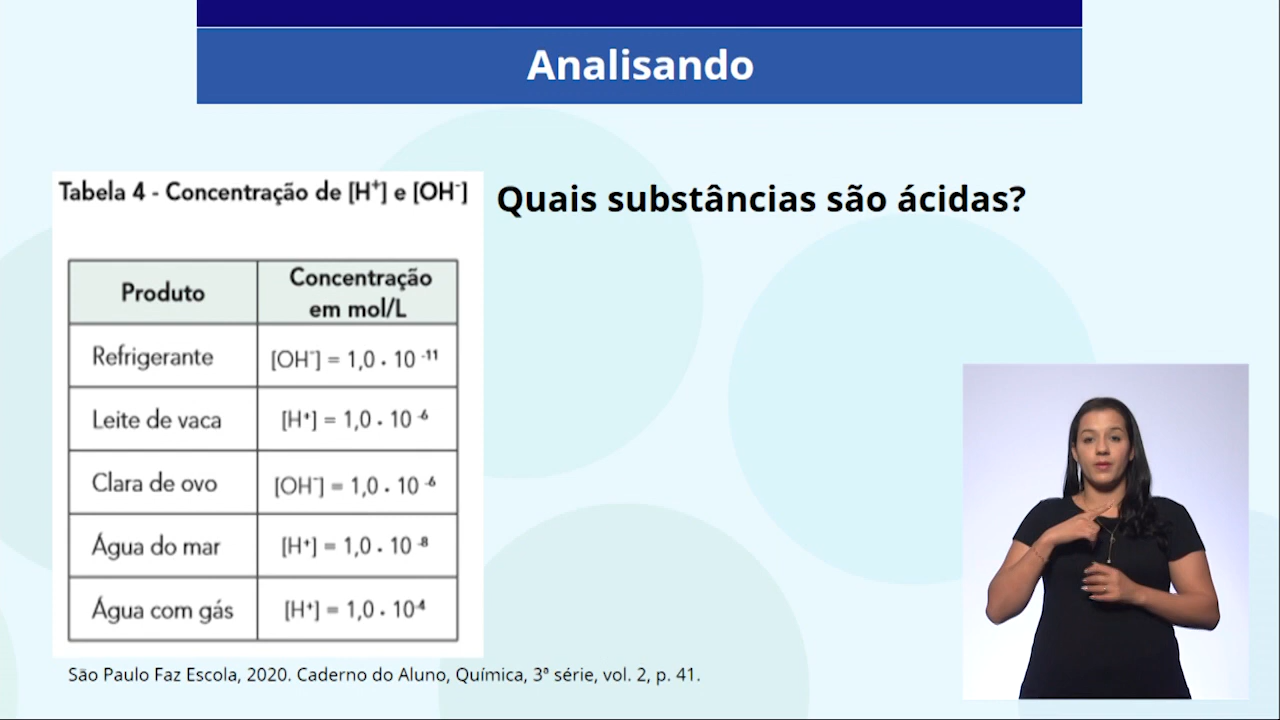 Analisando
Tabela 4 - Concentração de [H⁺] e [OH⁻]
Quais substâncias são ácidas?
Produto
Concentração
em mol/L
Refrigerante
[OH⁻] = 1,0 . 10 ⁻¹¹
Leite de vaca
[H⁺] = 1,0 . 10 ⁻⁶
Clara de ovo
[OH⁻] = 1,0 . 10 ⁻⁶
Água do mar
[H⁺] = 1,0 . 10 ⁻⁸
Água com gás
[H⁺] = 1,0 . 10⁻⁴
São Paulo Faz Escola, 2020. Caderno do Aluno, Química, 3ª série, vol. 2, p. 41.